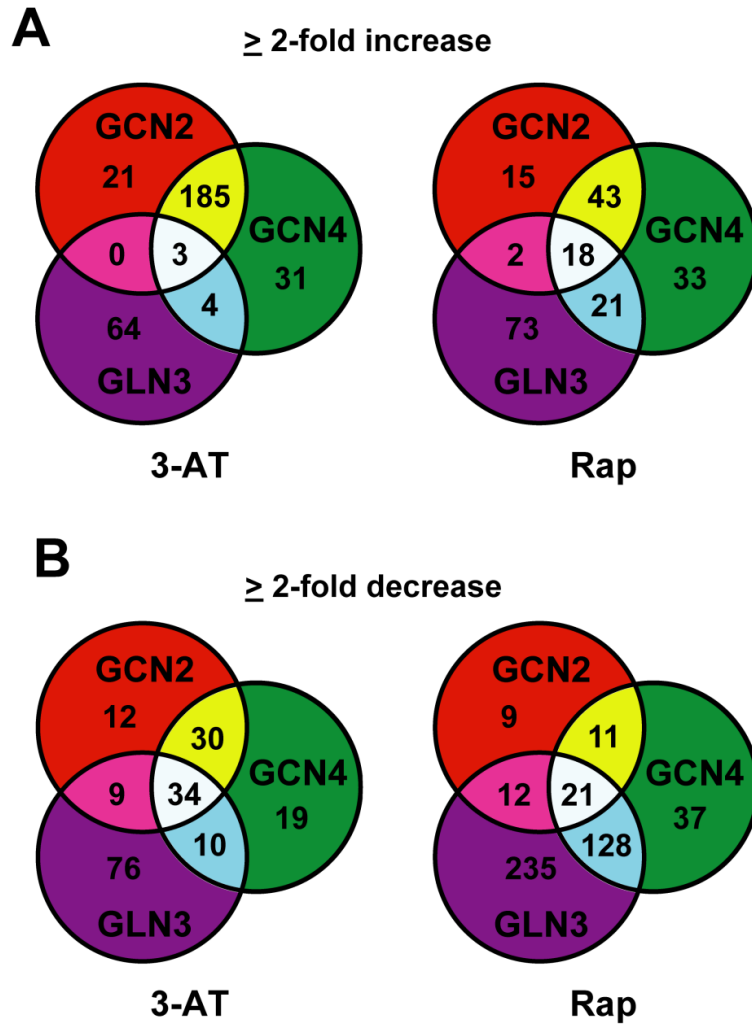 A
≥ 2-fold increase
GCN2
21
185
GCN4
0
3
31
4
64
GLN3
3-AT
GCN2
15
43
GCN4
2
18
33
21
73
GLN3
Rap
B
≥ 2-fold decrease
GCN2
12
30
GCN4
9
34
19
10
76
GLN3
3-AT
GCN2
9
11
GCN4
12
21
37
128
235
GLN3
Rap